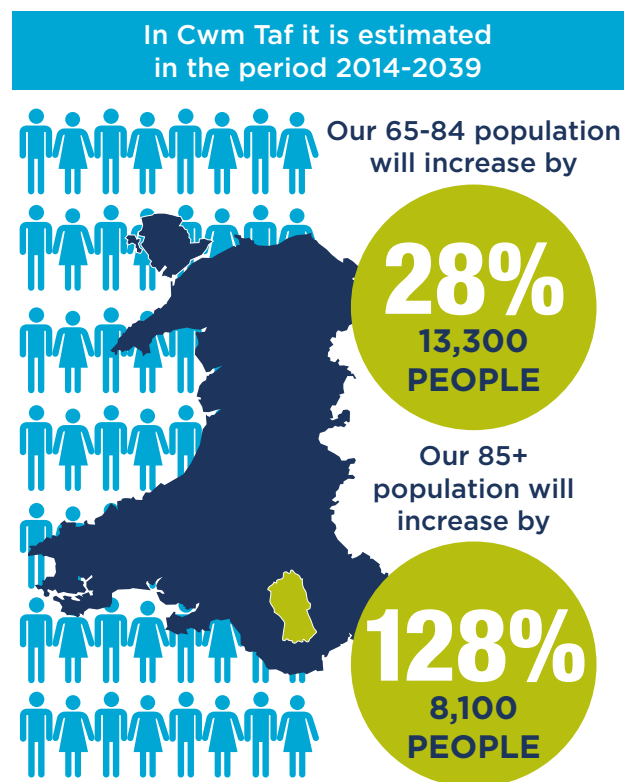 In Cwm Taf it is estimated
in the period 2014-2039
Our 65-84 population
will increase by
28%
13,300
PEOPLE
Our 85+
population will
increase by
128%
8,100
PEOPLE